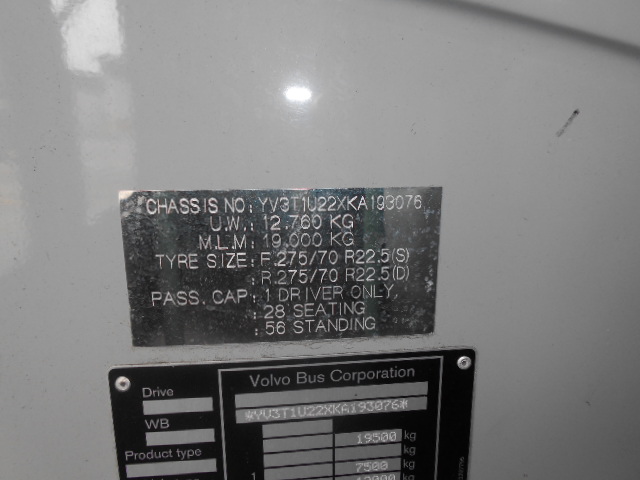 CHASSIS NO: YV3T1U22XKA193076
U.W: 12.760 KG
M.L.M: 19.000 KG
TYRE SIZE: F.275/70 R22.5(S)
R.275/70 R22.5(D)
PASS. CAP: 1 DRIVER ONLY,
:28 SEATING
:56 STANDING
Volvo Bus Corporation
Drive
*YV3T1U22XKA193076*
WB
19500 kg
Product type
kg
1 7500 kg